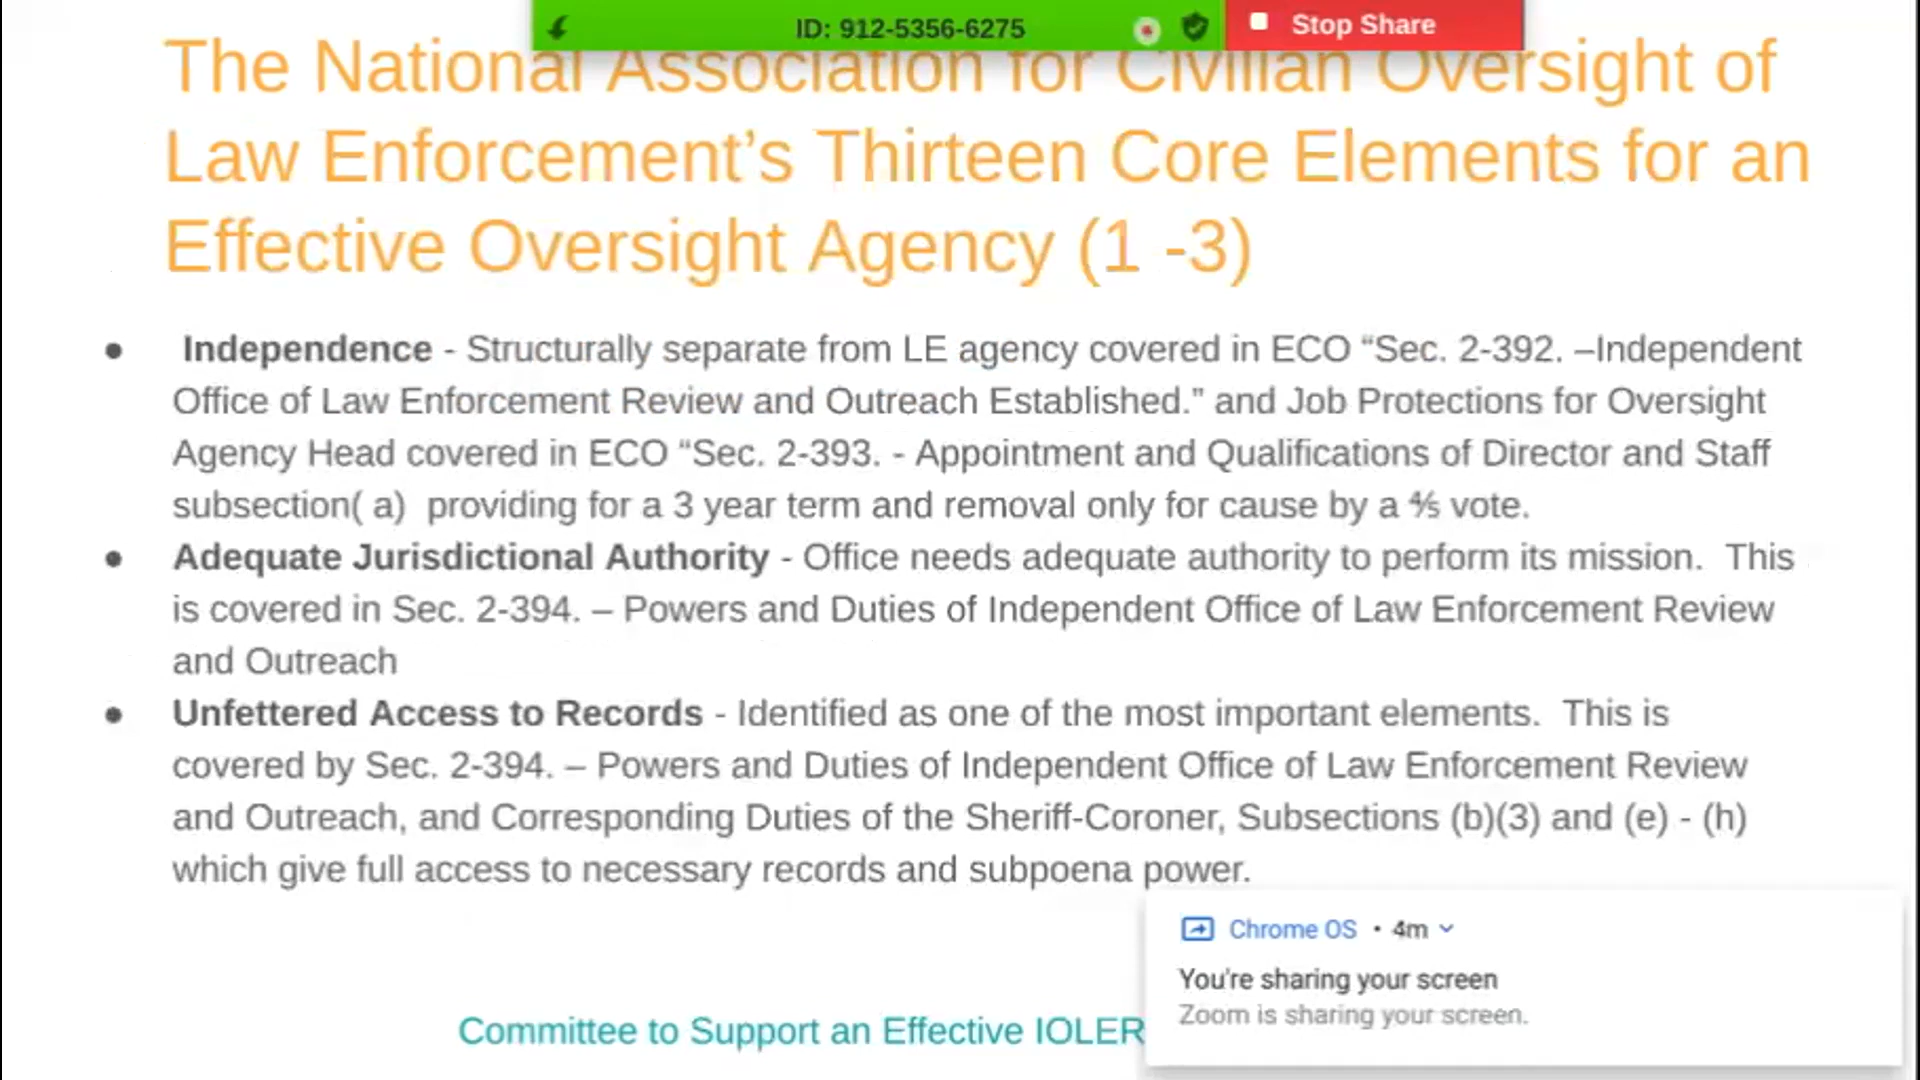 ID: 912-5356-6275
Stop Share
The National Association for Civilian Oversight of
Law Enforcement’s Thirteen Core Elements for an
Effective Oversight Agency (1 -3)
● Independence - Structurally separate from LE agency covered in ECO “Sec. 2-392. –Independent
Office of Law Enforcement Review and Outreach Established.” and Job Protections for Oversight
Agency Head covered in ECO “Sec. 2-393. - Appointment and Qualifications of Director and Staff
subsection( a)  providing for a 3 year term and removal only for cause by a ⅘ vote.
● Adequate Jurisdictional Authority - Office needs adequate authority to perform its mission.  This
is covered in Sec. 2-394. – Powers and Duties of Independent Office of Law Enforcement Review
and Outreach
● Unfettered Access to Records - Identified as one of the most important elements.  This is
covered by Sec. 2-394. – Powers and Duties of Independent Office of Law Enforcement Review
and Outreach, and Corresponding Duties of the Sheriff-Coroner, Subsections (b)(3) and (e) - (h)
which give full access to necessary records and subpoena power.
Chrome OS • 4m
You're sharing your screen
Zoom is sharing your screen.
Committee to Support an Effective IOLER